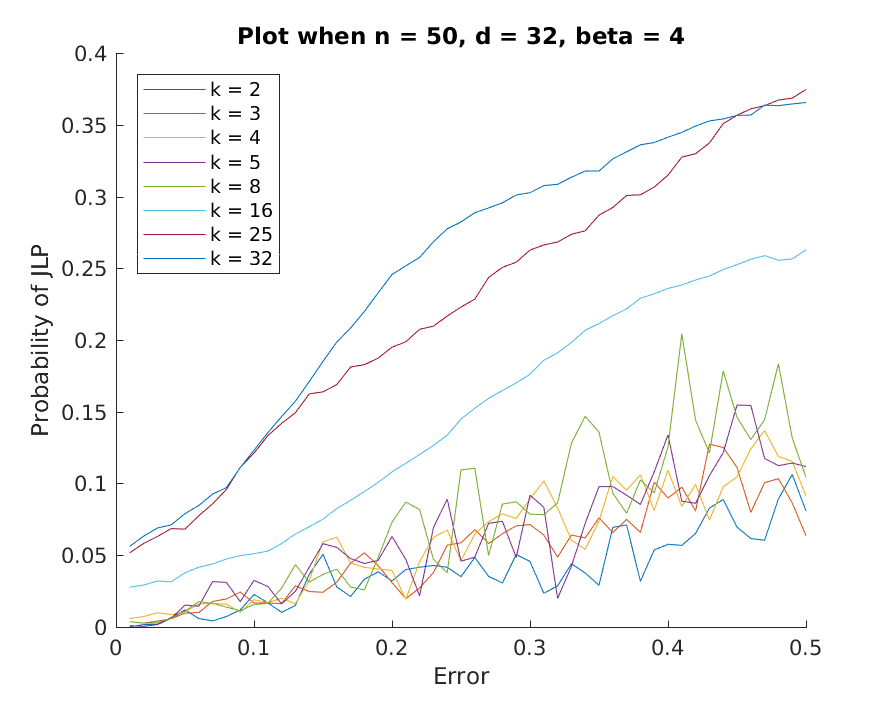 Plot when n = 50, d = 32, beta = 4
0.4
0.35
0.3
0.25
0.2
0.15
0.1
0.05
0
Probability of JLP
k = 2
k = 3
k = 4
k = 5
k = 8
k = 16
k = 25
k = 32
0 0.1 0.2 0.3 0.4 0.5
Error